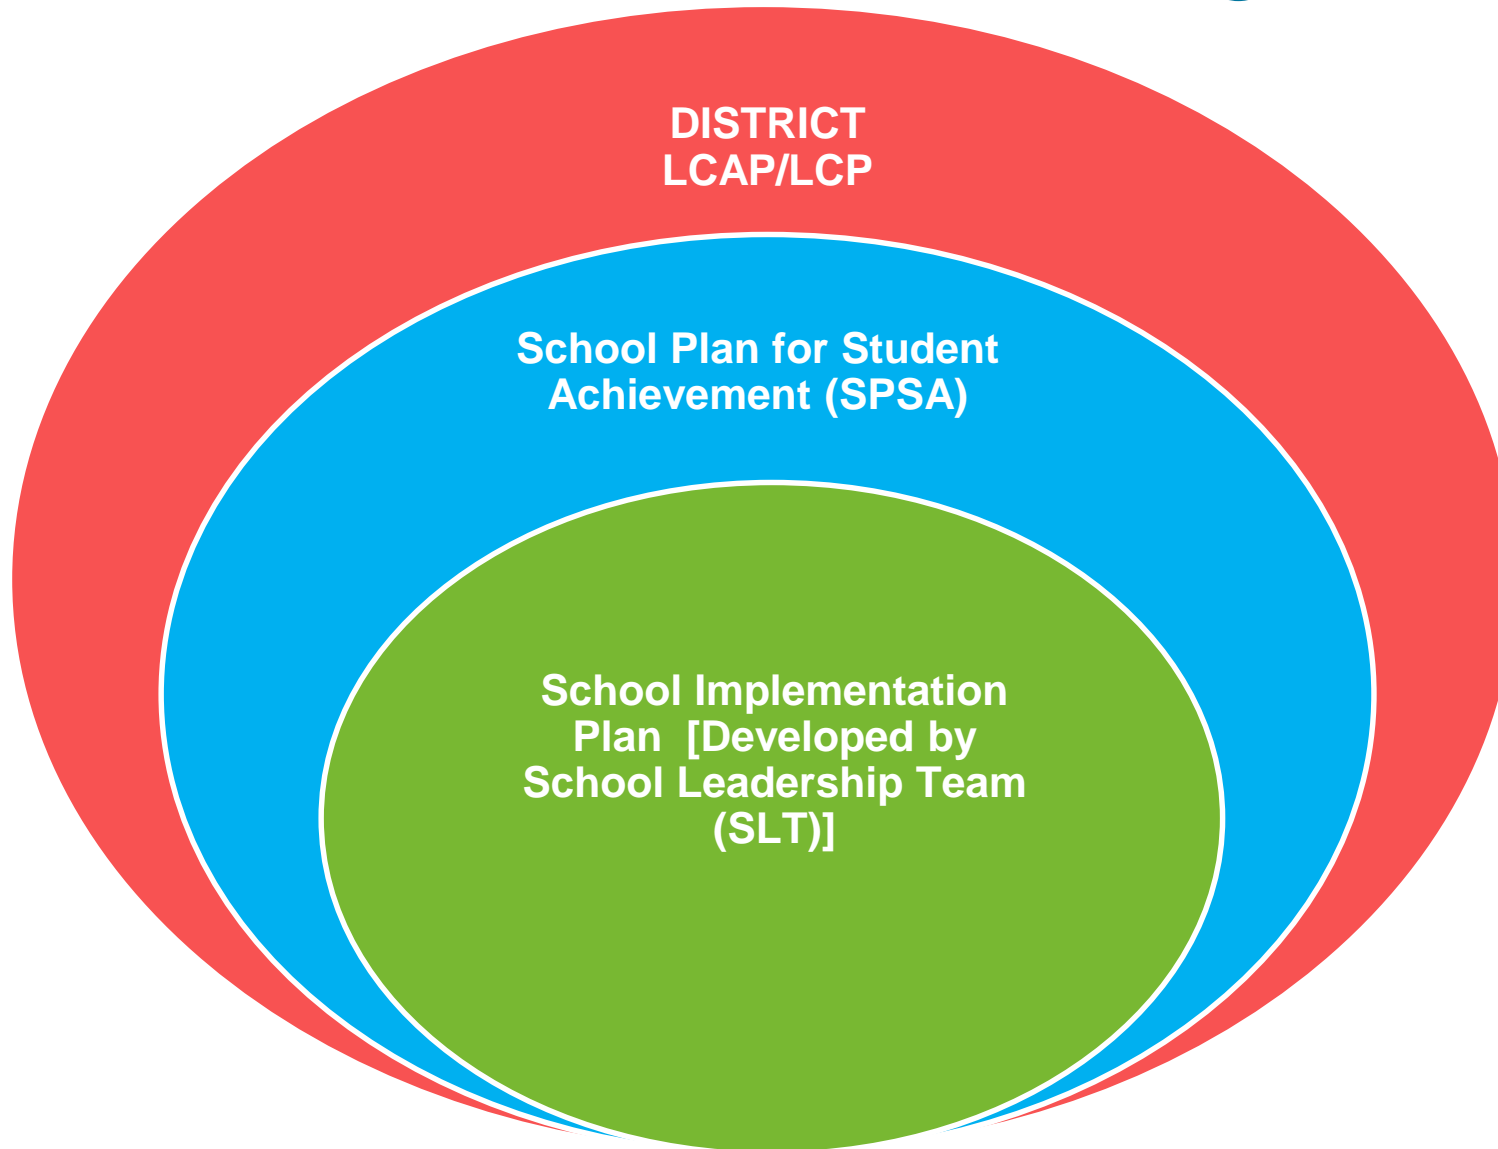 DISTRICT
LCAP/LCP
School Plan for Student
Achievement (SPSA)
School Implementation
Plan  [Developed by
School Leadership Team
(SLT)]